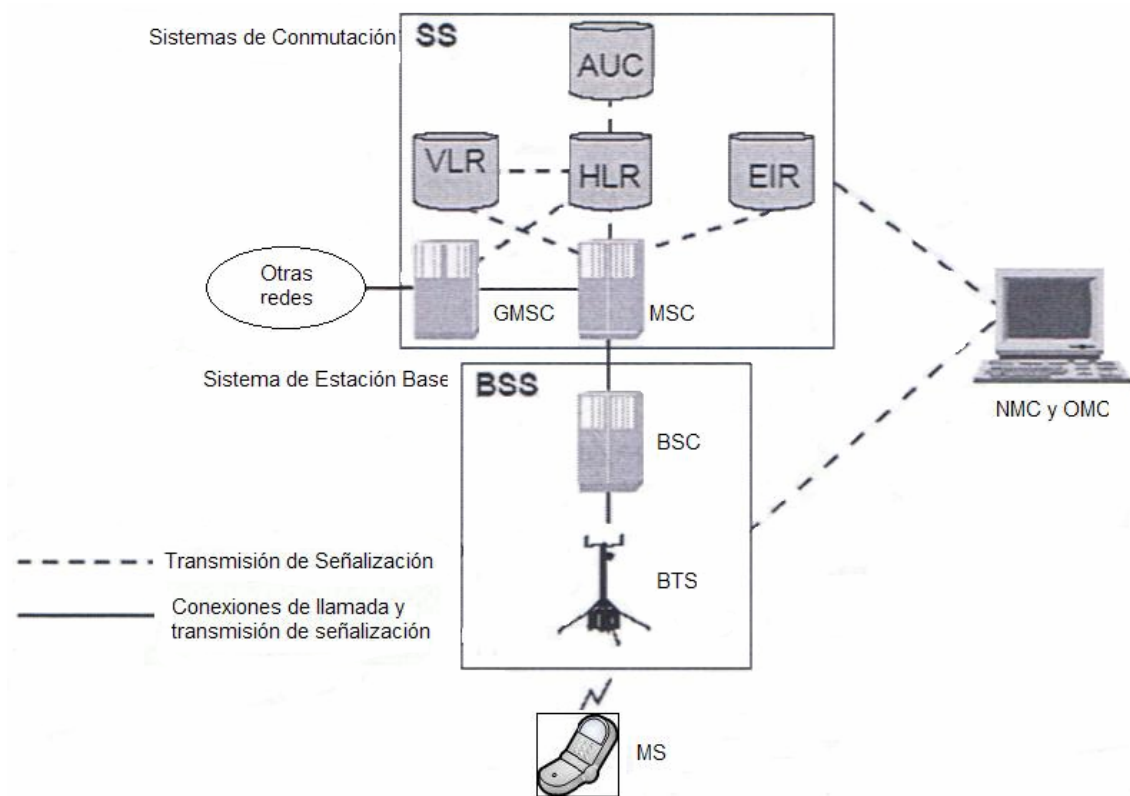 Sistemas de Conmutación
SS
AUC
VLR
HLR
EIR
Otras
redes
GMSC
MSC
NMC y OMC
Sistema de Estación Base
BSS
BSC
BTS
Transmisión de Señalización
Conexiones de llamada y
transmisión de señalización
MS